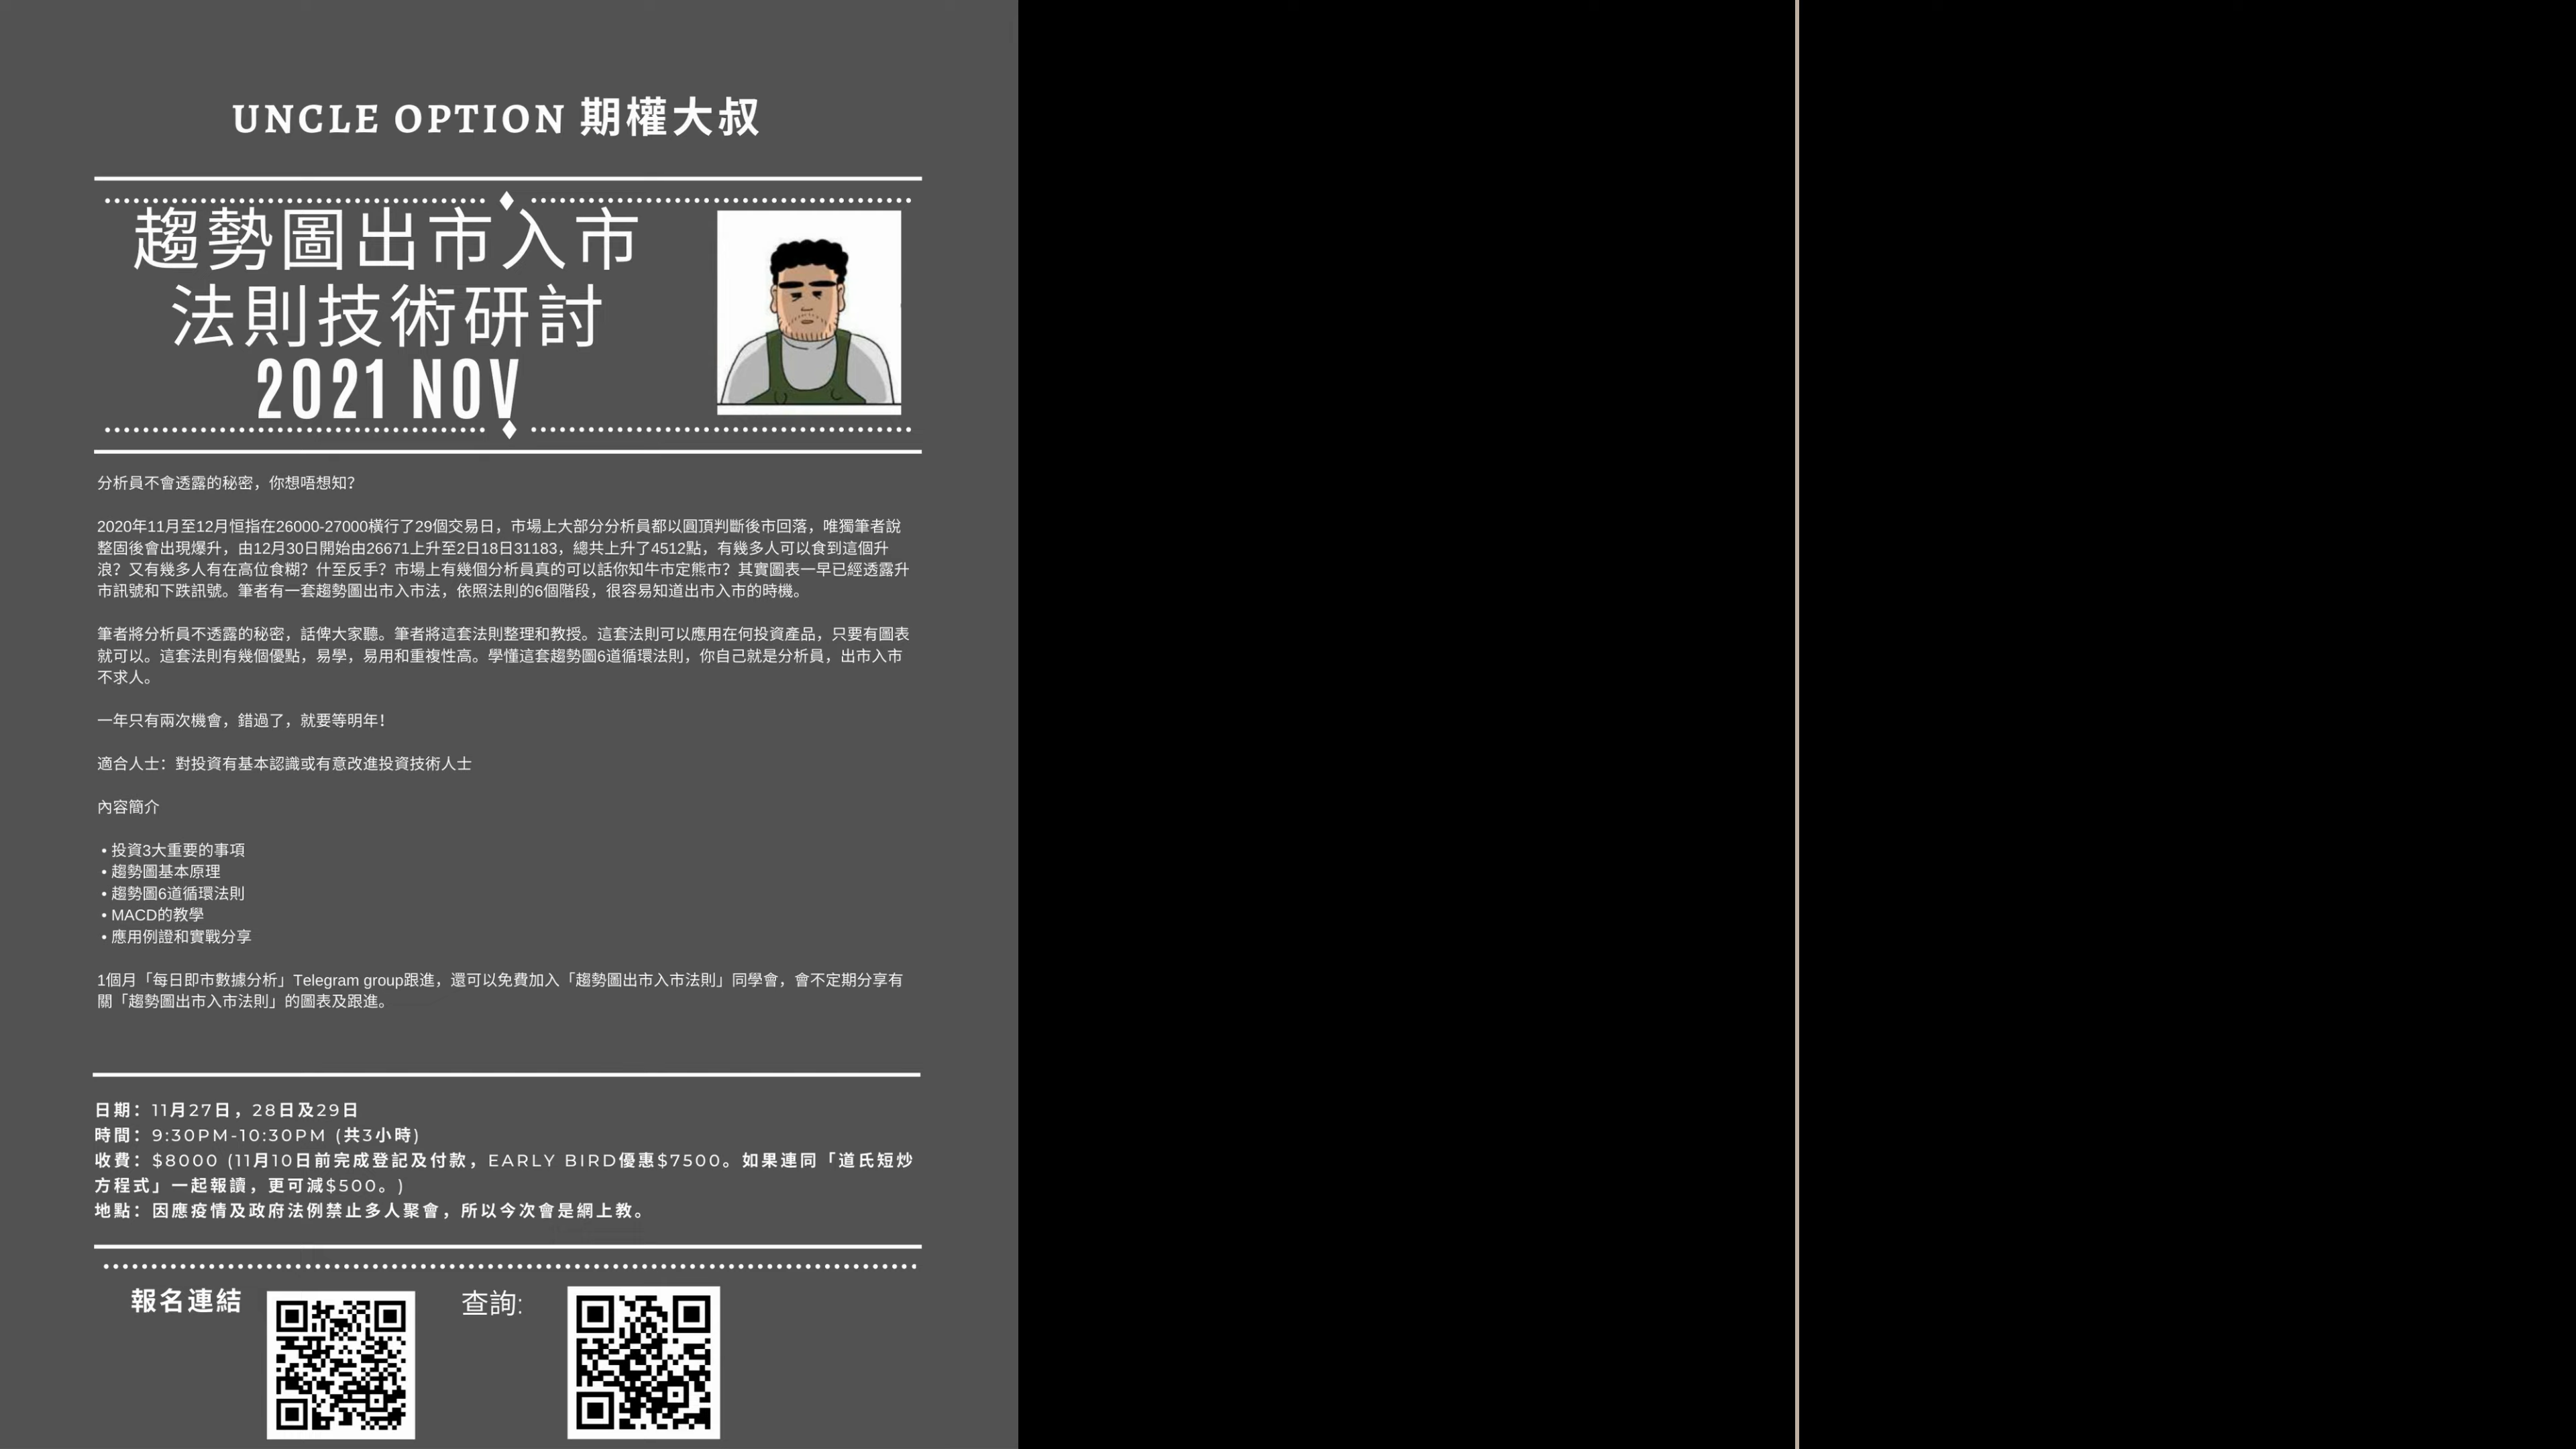 UNCLE OPTION 期權大叔
趨勢圖出市入市
法則技術研討
2021 NOV
分析員不會透露的秘密，你想唔想知？
2020年11月至12月恒指在26000-27000橫行了29個交易日，市場上大部分分析員都以圓頂判斷後市回落，唯獨筆者說
整固後會出現爆升，由12月30日開始由26671上升至2日18日31183，總共上升了4512點，有幾多人可以食到這個升
浪？又有幾多人有在高位食糊？什至反手？市場上有幾個分析員真的可以話你知牛市定熊市？其實圖表一早已經透露升
市訊號和下跌訊號。筆者有一套趨勢圖出市入市法，依照法則的6個階段，很容易知道出市入市的時機。
筆者將分析員不透露的秘密，話俾大家聽。筆者將這套法則整理和教授。這套法則可以應用在何投資產品，只要有圖表
就可以。這套法則有幾個優點，易學，易用和重複性高。學懂這套趨勢圖6道循環法則，你自己就是分析員，出市入市
不求人。
一年只有兩次機會，錯過了，就要等明年！
適合人士：對投資有基本認識或有意改進投資技術人士
內容簡介
• 投資3大重要的事項
• 趨勢圖基本原理
• 趨勢圖6道循環法則
• MACD的教學
• 應用例證和實戰分享
1個月「每日即市數據分析」Telegram group跟進，還可以免費加入「趨勢圖出市入市法則」同學會，會不定期分享有
關「趨勢圖出市入市法則」的圖表及跟進。
日期：11月27日，28日及29日
時間：9:30PM-10:30PM (共3小時)
收費：$8000 (11月10日前完成登記及付款，EARLY BIRD優惠$7500。如果連同「道氏短炒
方程式」一起報讀，更可減$500。)
地點：因應疫情及政府法例禁止多人聚會，所以今次會是網上教。
報名連結
查詢: